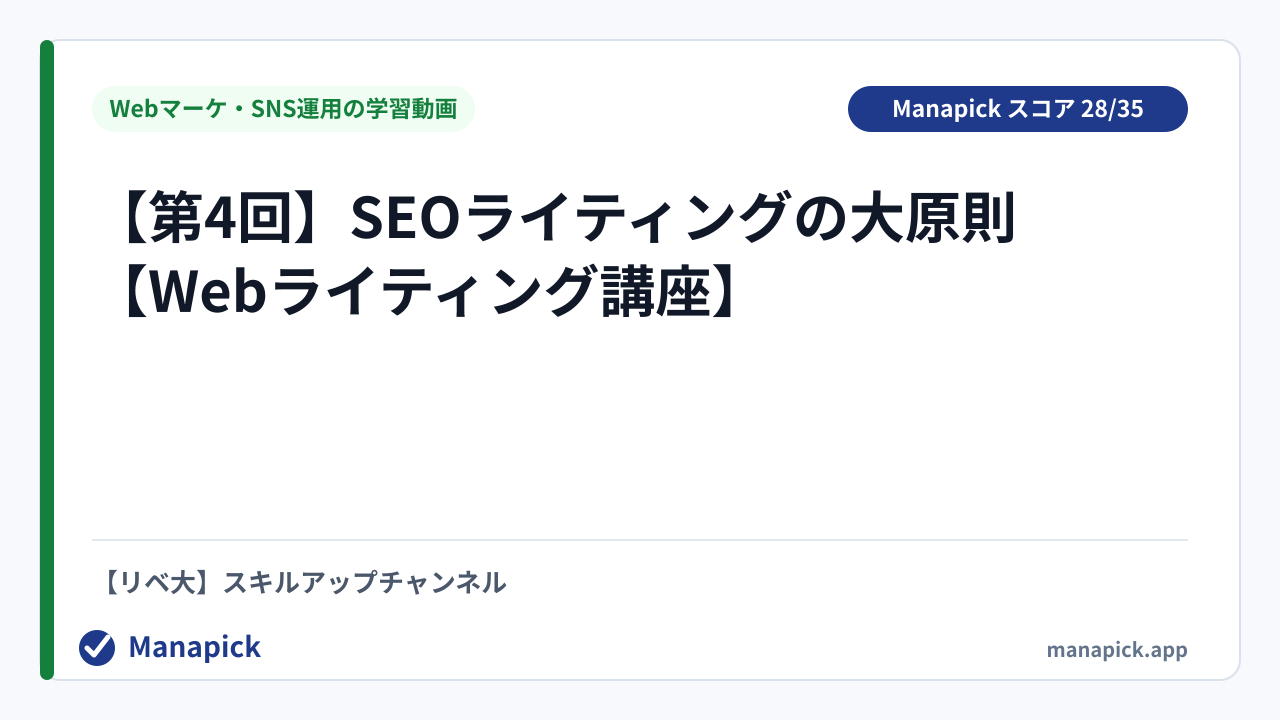 Webマーケ・SNS運用の学習動画
Manapick スコア 28/35
【第4回】SEOライティングの大原則
【Webライティング講座】
【リベ大】スキルアップチャンネル
Manapick
manapick.app